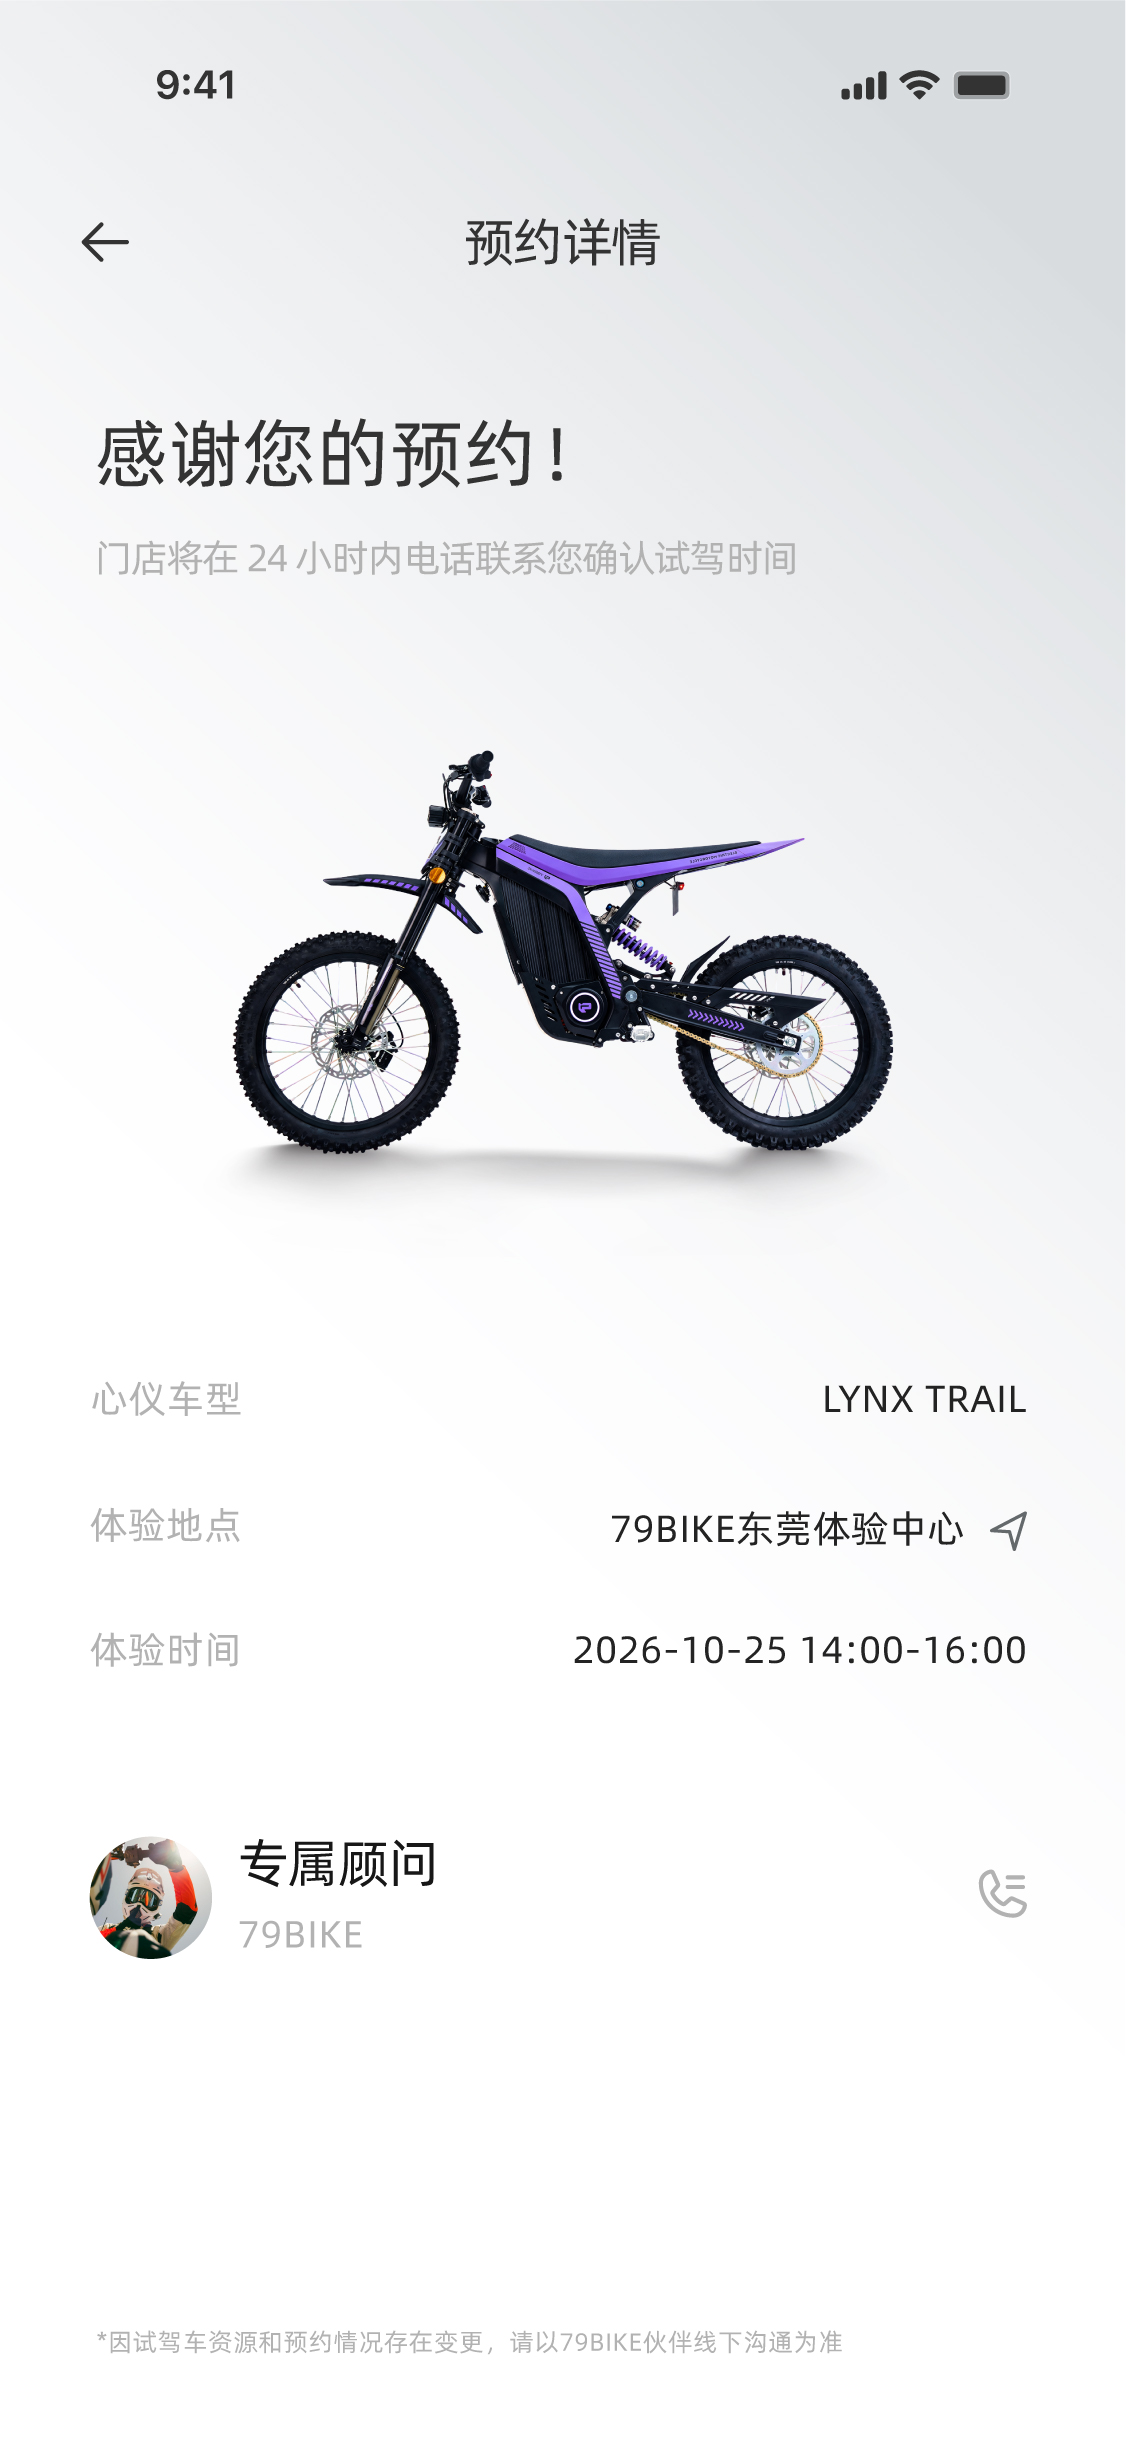 9:41
预约详情
感谢您的预约！
门店将在 24 小时内电话联系您确认试驾时间
心仪车型 LYNX TRAIL
体验地点 79BIKE东莞体验中心
体验时间 2026-10-25 14:00-16:00
专属顾问
79BIKE
*因试驾车资源和预约情况存在变更，请以79BIKE伙伴线下沟通为准